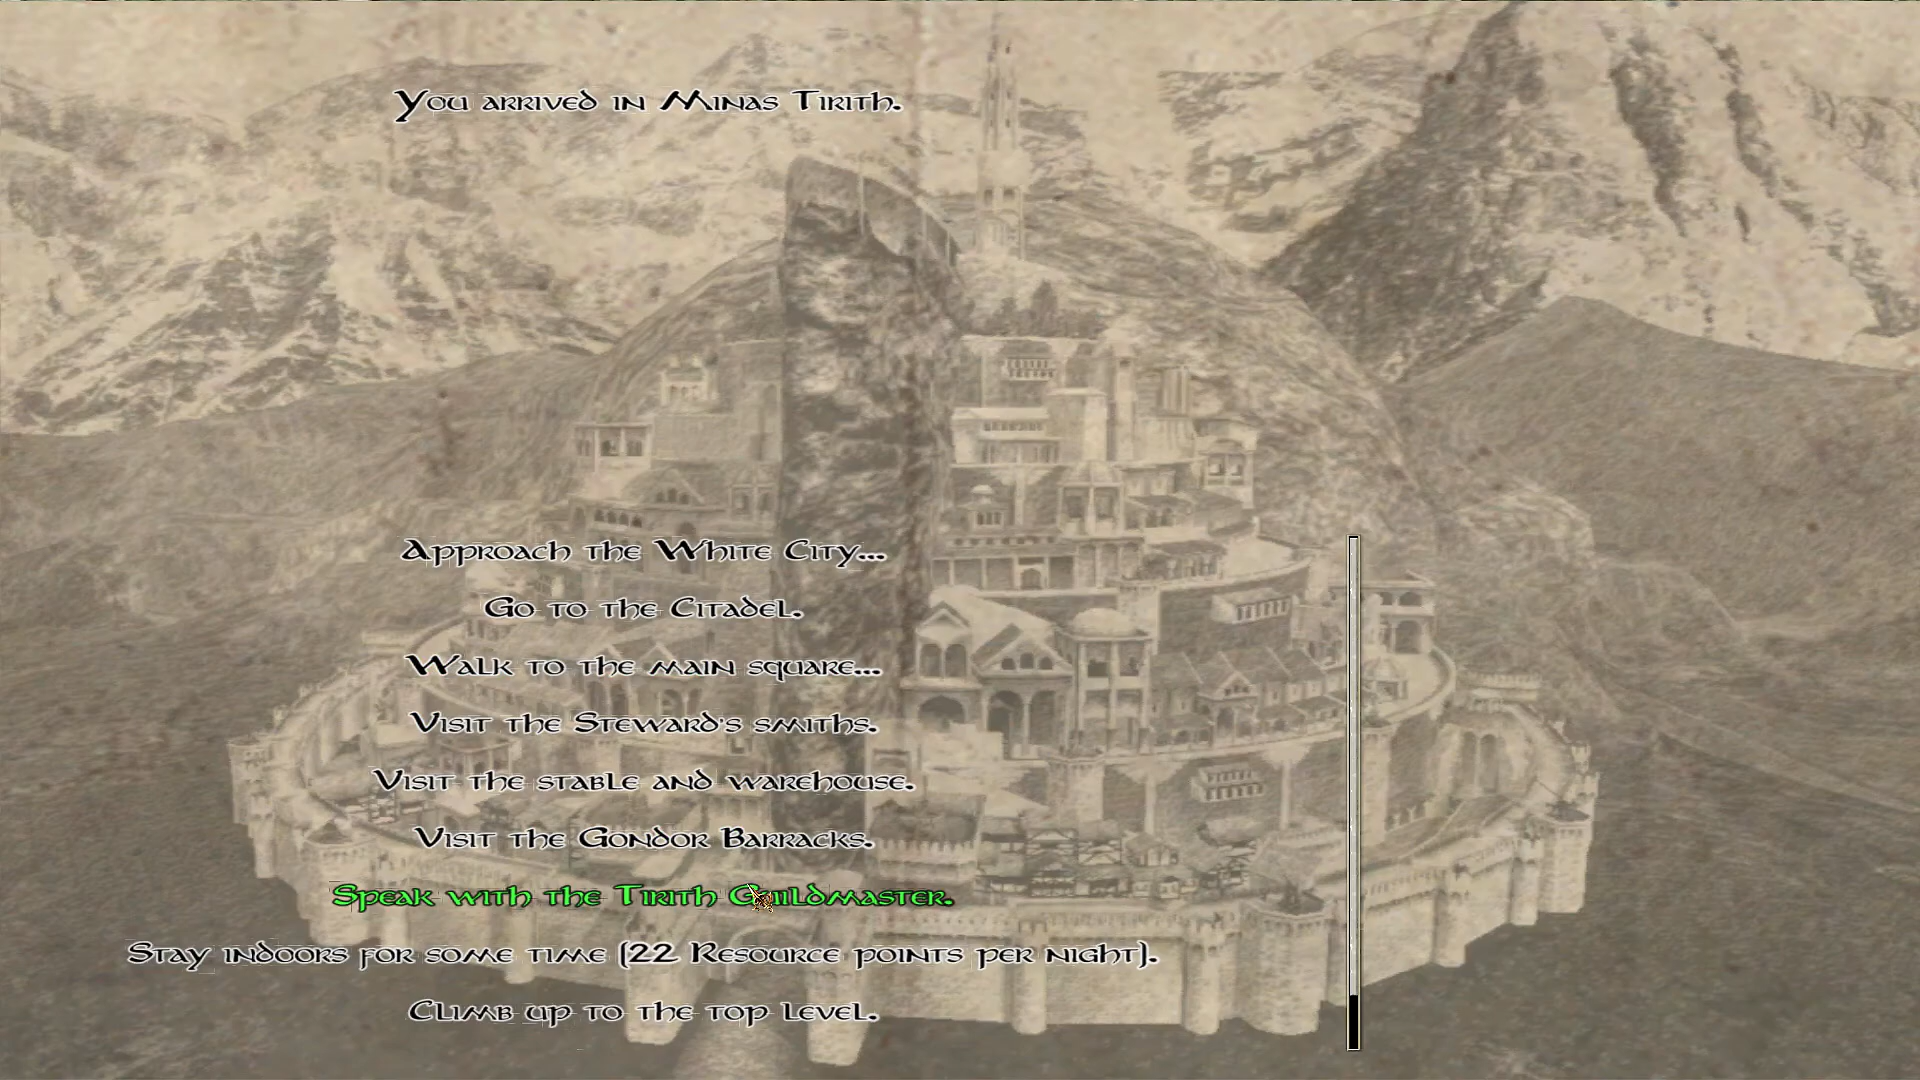 You arrived in Minas Tirith.
Approach the White City...
Go to the Citadel.
Walk to the main square...
Visit the Steward's smiths.
Visit the stable and warehouse.
Visit the Gondor Barracks.
Speak with the Tirith Guildmaster.
Stay indoors for some time (22 Resource points per night).
Climb up to the top level.